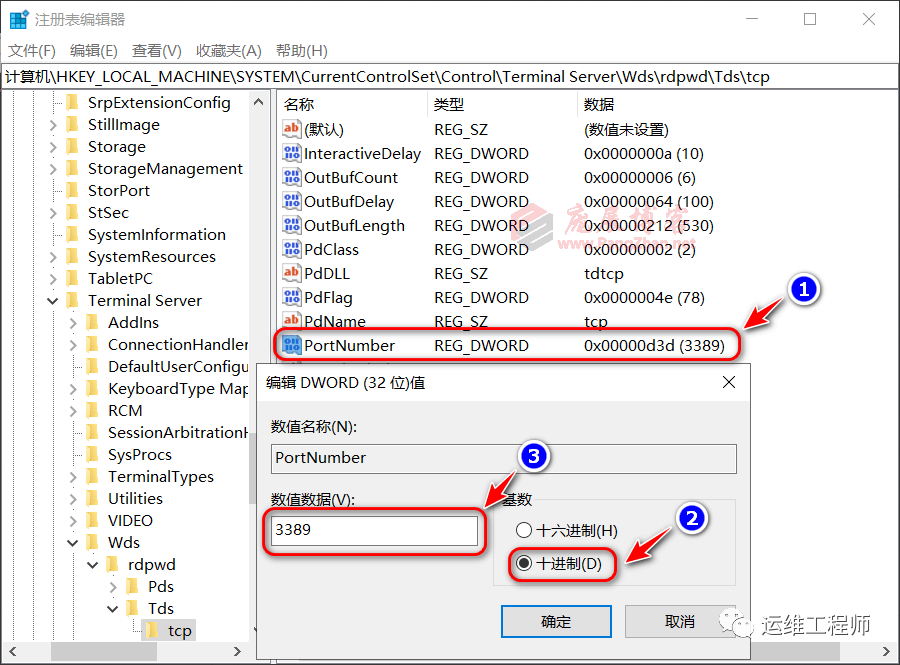 注册表编辑器
文件(F) 编辑(E) 查看(V) 收藏夹(A) 帮助(H)
计算机\HKEY_LOCAL_MACHINE\SYSTEM\CurrentControlSet\Control\Terminal Server\Wds\rdpwd\Tds\tcp
SrpExtensionConfig
StillImage
Storage
StorageManagement
StorPort
StSec
SystemInformation
SystemResources
TabletPC
Terminal Server
AddIns
ConnectionHandler
DefaultUserConfigu
KeyboardType Map
RCM
SessionArbitrationH
SysProcs
TerminalTypes
Utilities
VIDEO
Wds
rdpwd
Pds
Tds
tcp
名称 类型 数据
ab (默认) REG_SZ (数值未设置)
InteractiveDelay REG_DWORD 0x0000000a (10)
OutBufCount REG_DWORD 0x00000006 (6)
OutBufDelay REG_DWORD 0x00000064 (100)
OutBufLength REG_DWORD 0x00000212 (530)
PdClass REG_DWORD 0x00000002 (2)
ab PdDLL REG_SZ tdtcp
PdFlag REG_DWORD 0x0000004e (78)
ab PdName REG_SZ tcp
PortNumber REG_DWORD 0x00000d3d (3389)
1
编辑 DWORD (32 位)值
数值名称(N):
PortNumber
数值数据(V):
3
3389
基数
2
十六进制(H)
十进制(D)
确定 取消
运维工程师